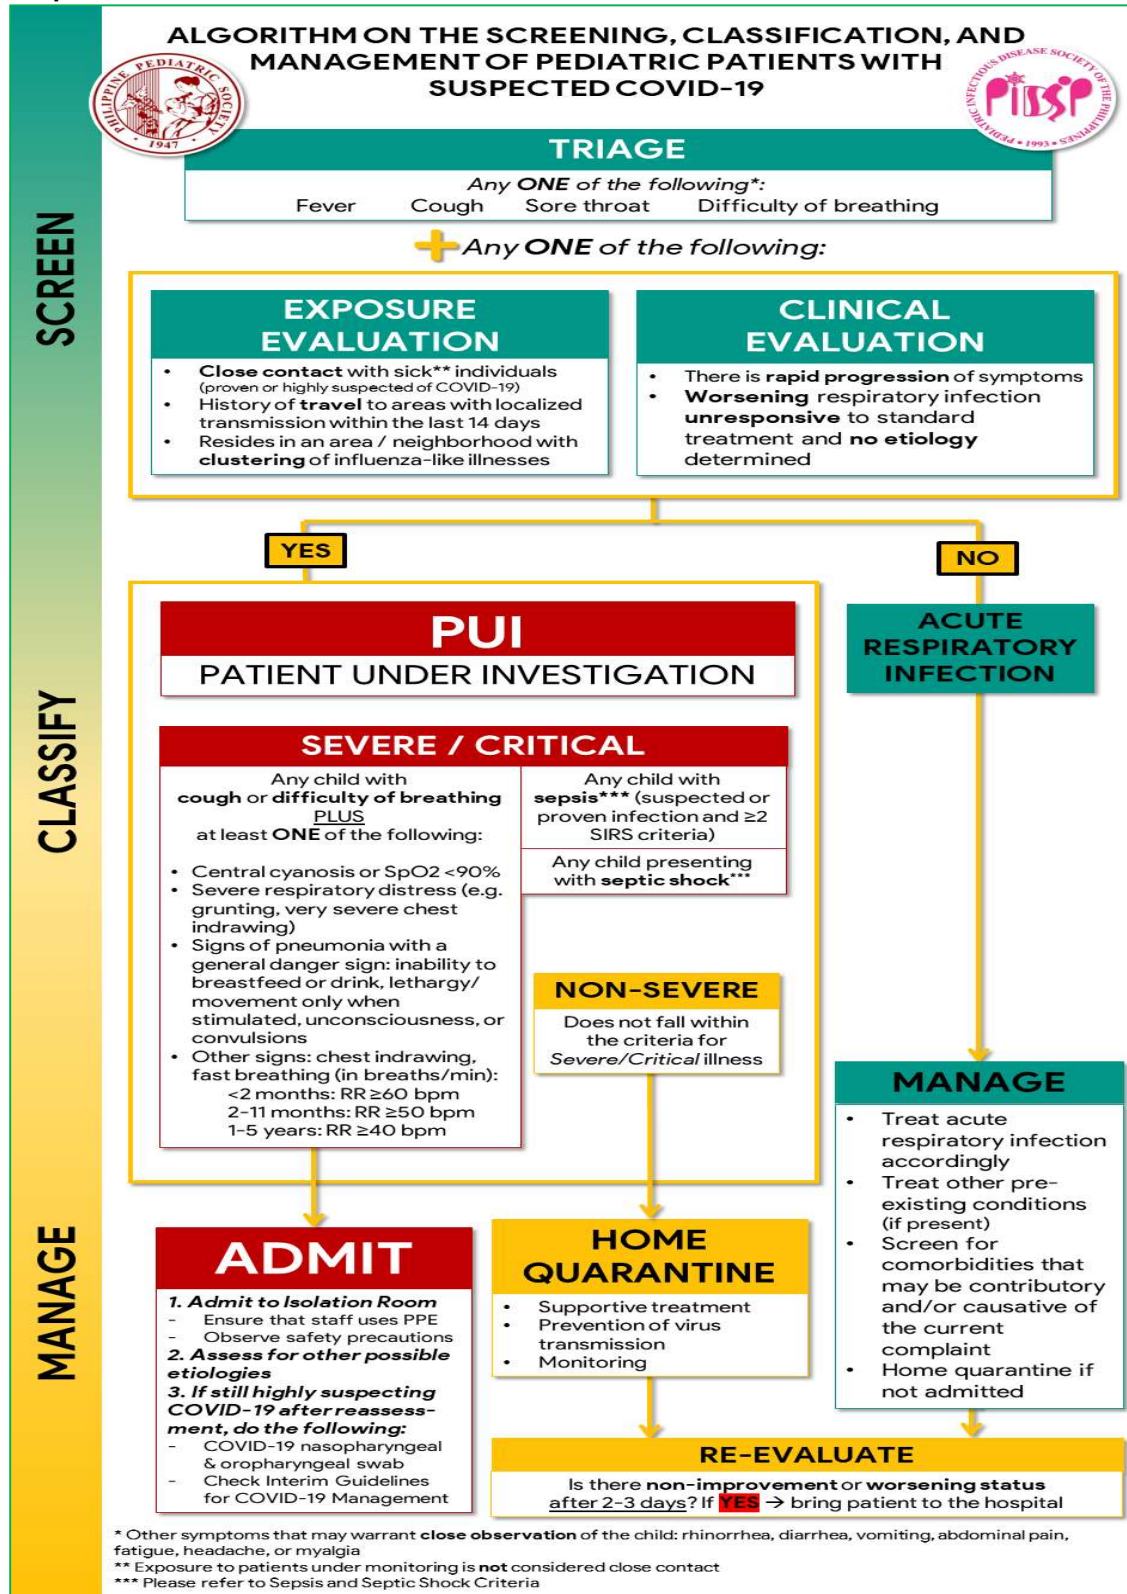 ALGORITHM ON THE SCREENING, CLASSIFICATION, AND
MANAGEMENT OF PEDIATRIC PATIENTS WITH
SUSPECTED COVID-19
PHILIPPINE PEDIATRIC SOCIETY
• 1947 •
PEDIATRIC INFECTIOUS DISEASE SOCIETY OF THE PHILIPPINES
PIDSP
• 1993 •
SCREEN
TRIAGE
Any ONE of the following*:
Fever Cough Sore throat Difficulty of breathing
+ Any ONE of the following:
EXPOSURE
EVALUATION
• Close contact with sick** individuals
(proven or highly suspected of COVID-19)
• History of travel to areas with localized
transmission within the last 14 days
• Resides in an area / neighborhood with
clustering of influenza-like illnesses
CLINICAL
EVALUATION
• There is rapid progression of symptoms
• Worsening respiratory infection
unresponsive to standard
treatment and no etiology
determined
YES
NO
CLASSIFY
PUI
PATIENT UNDER INVESTIGATION
SEVERE / CRITICAL
Any child with
cough or difficulty of breathing
PLUS
at least ONE of the following:
• Central cyanosis or SpO2 <90%
• Severe respiratory distress (e.g.
grunting, very severe chest
indrawing)
• Signs of pneumonia with a
general danger sign: inability to
breastfeed or drink, lethargy/
movement only when
stimulated, unconsciousness, or
convulsions
• Other signs: chest indrawing,
fast breathing (in breaths/min):
<2 months: RR ≥60 bpm
2-11 months: RR ≥50 bpm
1-5 years: RR ≥40 bpm
Any child with
sepsis*** (suspected or
proven infection and ≥2
SIRS criteria)
Any child presenting
with septic shock***
NON-SEVERE
Does not fall within
the criteria for
Severe/Critical illness
ACUTE
RESPIRATORY
INFECTION
MANAGE
ADMIT
1. Admit to Isolation Room
- Ensure that staff uses PPE
- Observe safety precautions
2. Assess for other possible
etiologies
3. If still highly suspecting
COVID-19 after reassess-
ment, do the following:
- COVID-19 nasopharyngeal
& oropharyngeal swab
- Check Interim Guidelines
for COVID-19 Management
HOME
QUARANTINE
• Supportive treatment
• Prevention of virus
transmission
• Monitoring
MANAGE
• Treat acute
respiratory infection
accordingly
• Treat other pre-
existing conditions
(if present)
• Screen for
comorbidities that
may be contributory
and/or causative of
the current
complaint
• Home quarantine if
not admitted
RE-EVALUATE
Is there non-improvement or worsening status
after 2-3 days? If YES → bring patient to the hospital
* Other symptoms that may warrant close observation of the child: rhinorrhea, diarrhea, vomiting, abdominal pain,
fatigue, headache, or myalgia
** Exposure to patients under monitoring is not considered close contact
*** Please refer to Sepsis and Septic Shock Criteria